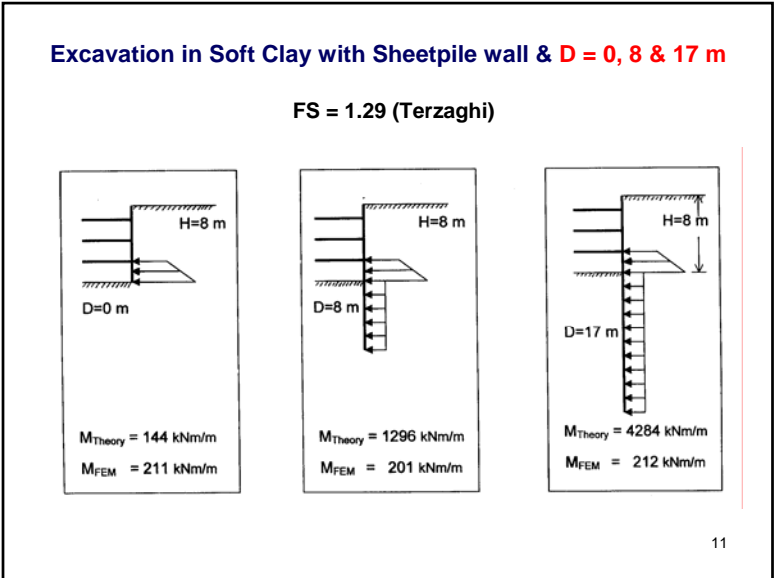 Excavation in Soft Clay with Sheetpile wall & D = 0, 8 & 17 m
FS = 1.29 (Terzaghi)
H=8 m
D=0 m
MTheory = 144 kNm/m
MFEM = 211 kNm/m
H=8 m
D=8 m
MTheory = 1296 kNm/m
MFEM = 201 kNm/m
H=8 m
D=17 m
MTheory = 4284 kNm/m
MFEM = 212 kNm/m
11